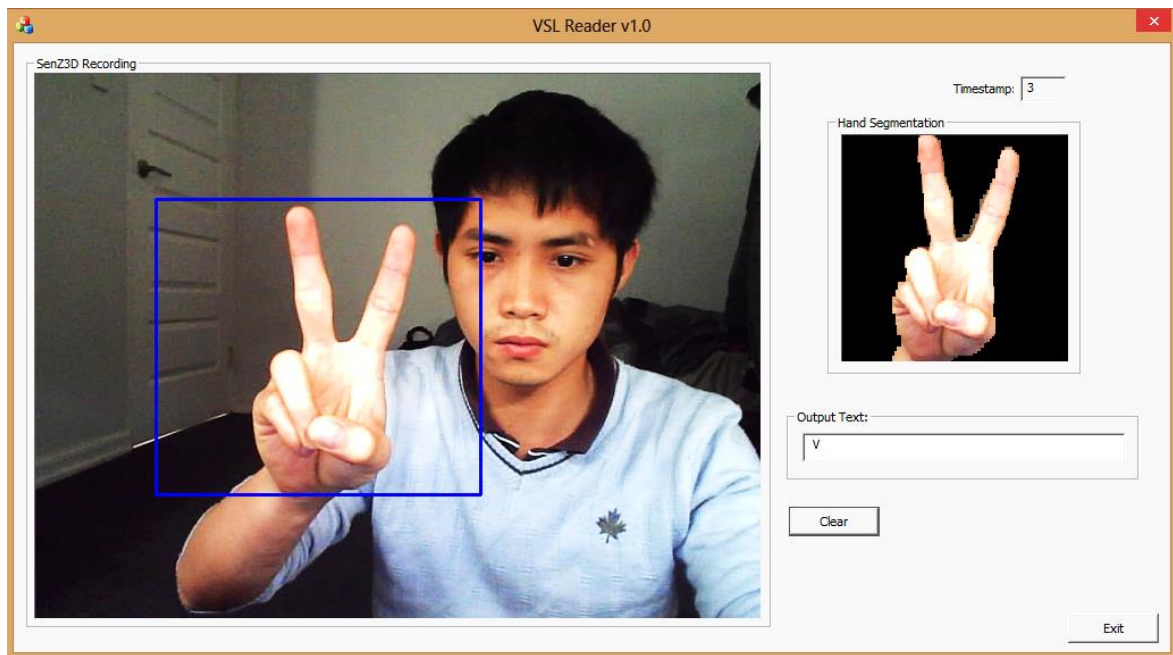 VSL Reader v1.0
SenZ3D Recording
Timestamp: 3
Hand Segmentation
Output Text:
V
Clear
Exit